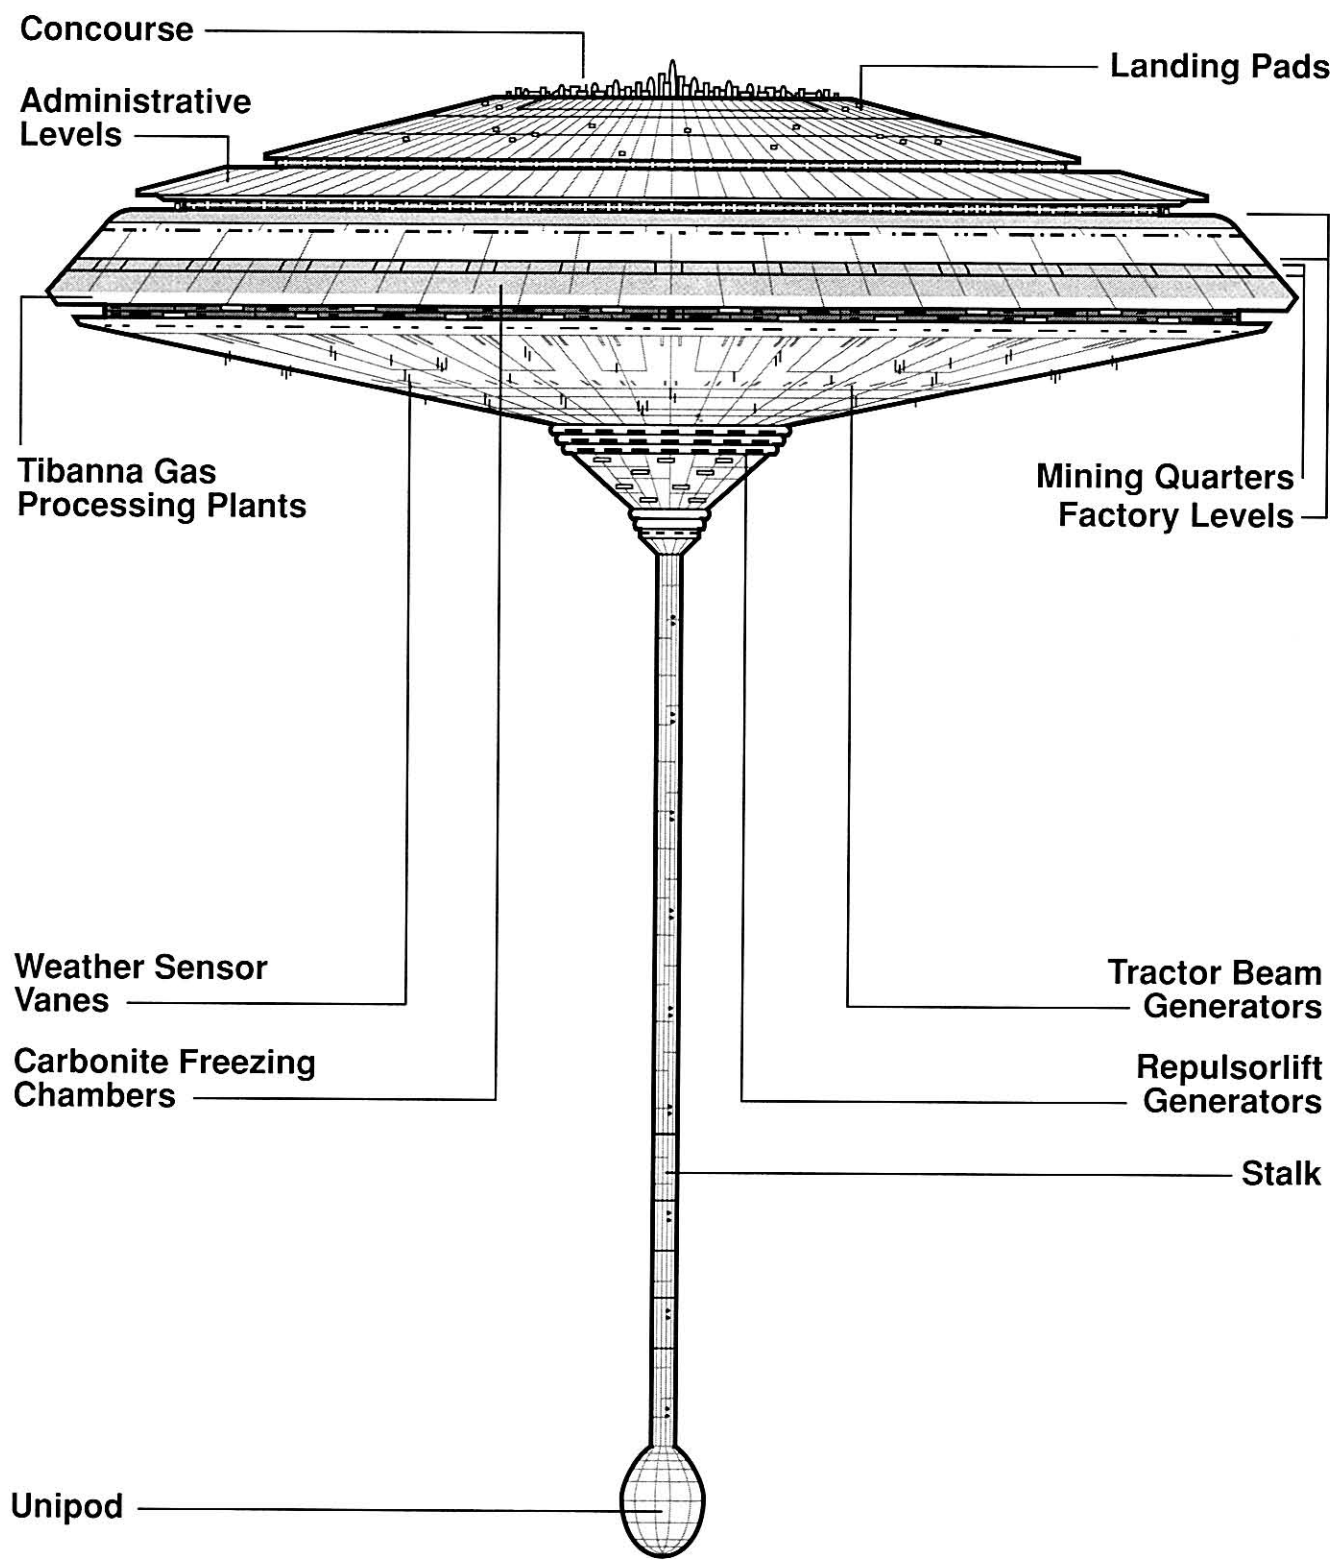 Concourse
Landing Pads
Administrative
Levels
Tibanna Gas
Processing Plants
Mining Quarters
Factory Levels
Weather Sensor
Vanes
Tractor Beam
Generators
Carbonite Freezing
Chambers
Repulsorlift
Generators
Stalk
Unipod